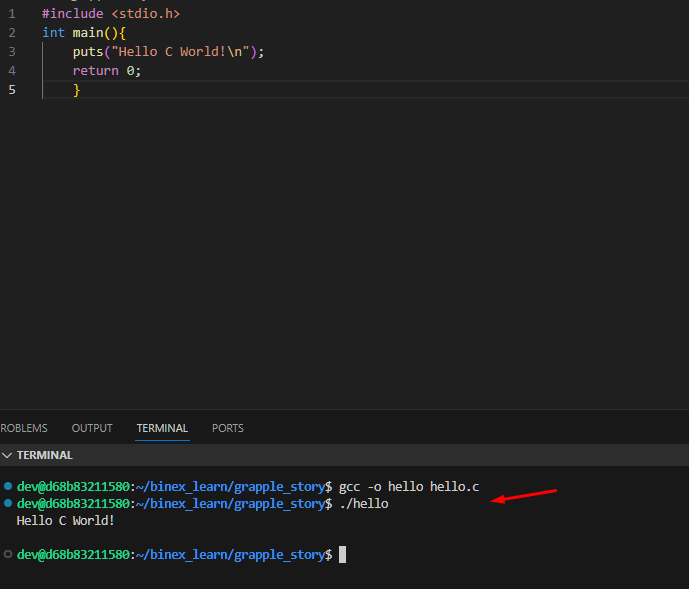 1 #include <stdio.h>
2 int main(){
3 puts("Hello C World!\n");
4 return 0;
5 }
ROBLEMS OUTPUT TERMINAL PORTS
TERMINAL
dev@d68b83211580:~/binex_learn/grapple_story$ gcc -o hello hello.c
dev@d68b83211580:~/binex_learn/grapple_story$ ./hello
Hello C World!
dev@d68b83211580:~/binex_learn/grapple_story$